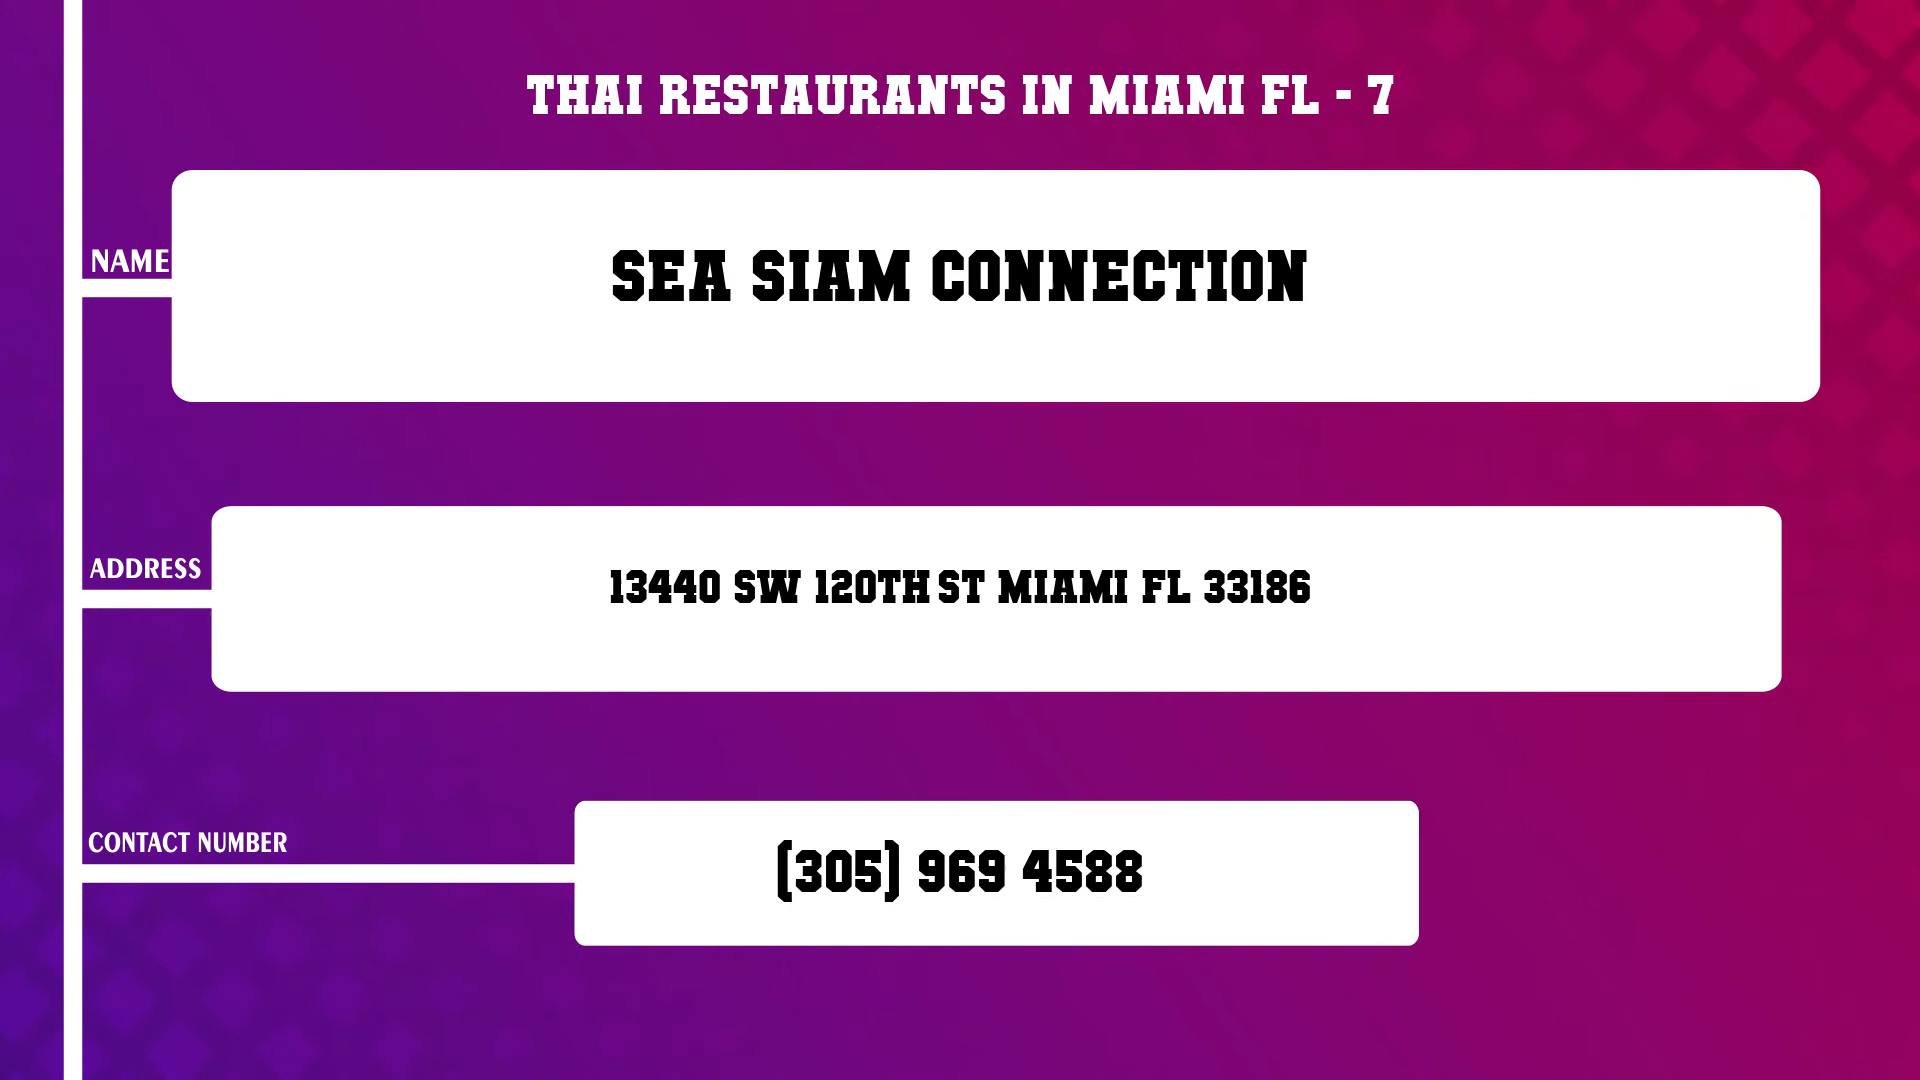 THAI RESTAURANTS IN MIAMI FL - 7
NAME
SEA SIAM CONNECTION
ADDRESS
13440 SW 120TH ST MIAMI FL 33186
CONTACT NUMBER
(305) 969 4588